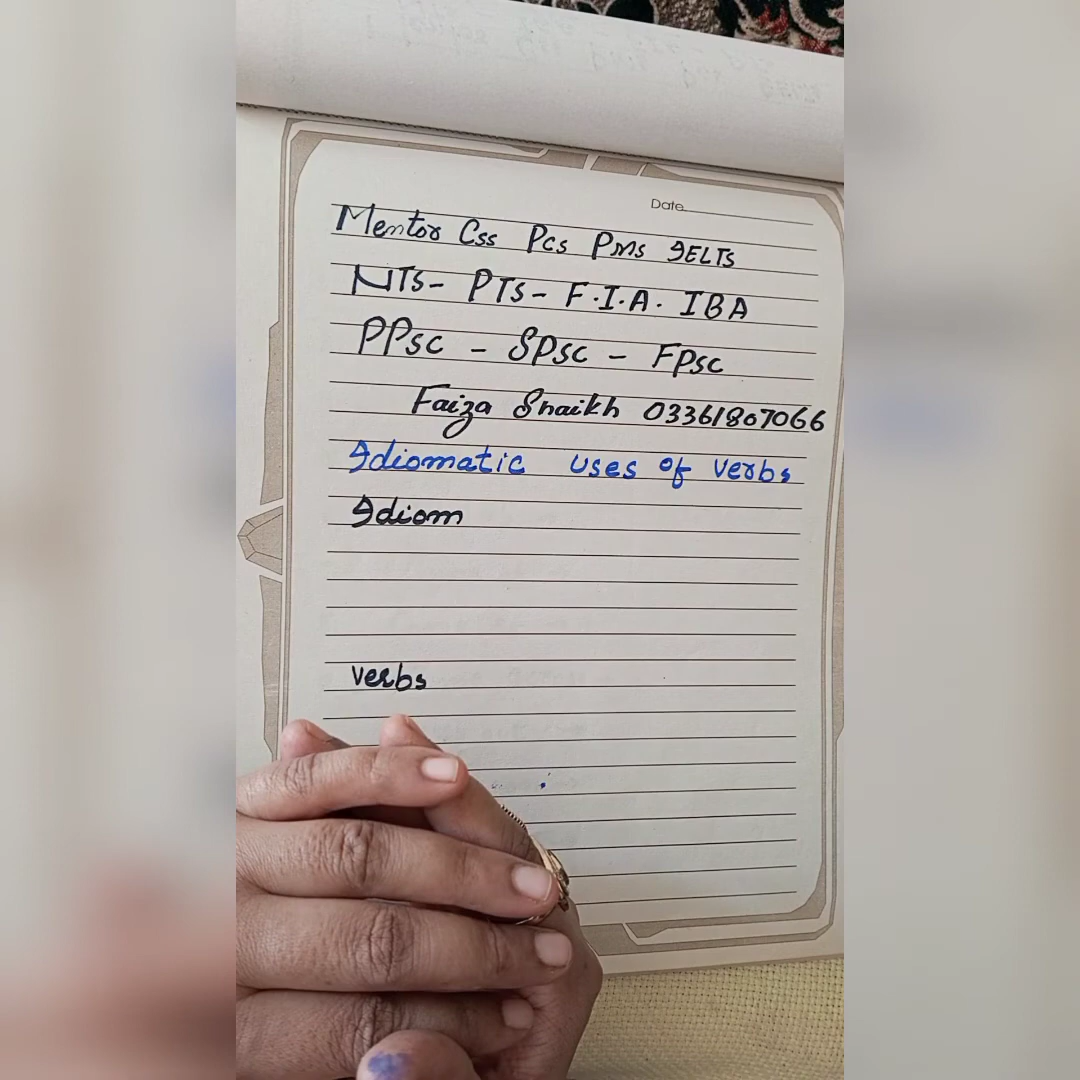 Date
Mentor Css Pcs Pms IELTS
NTS- PTS- F.I.A. IBA
PPsc - SPsc - FPsc
Faiza Shaikh 03361807066
Idiomatic uses of verbs
Idiom
verbs